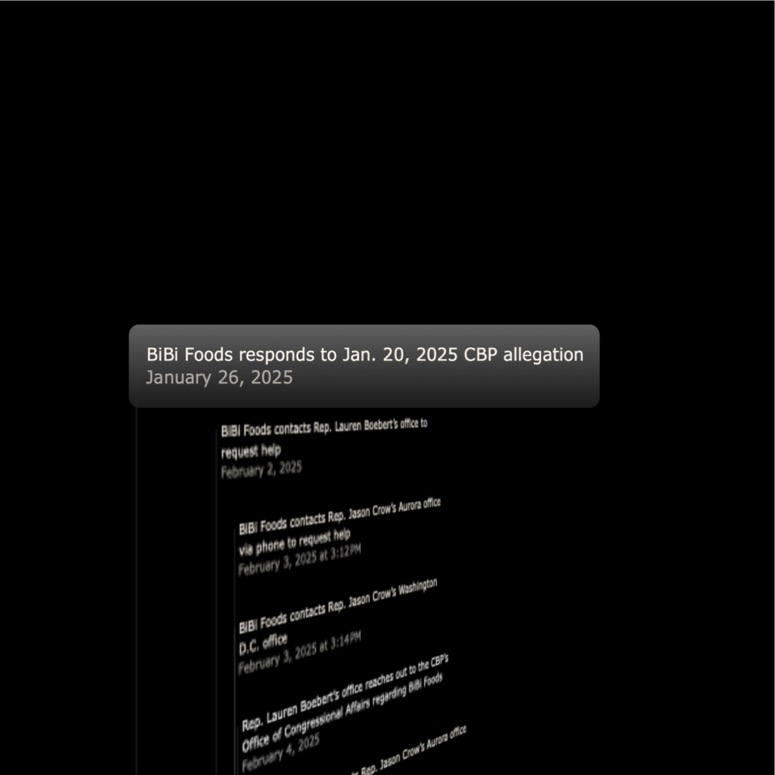 BiBi Foods responds to Jan. 20, 2025 CBP allegation
January 26, 2025
BiBi Foods contacts Rep. Lauren Boebert's office to
request help
February 2, 2025
BiBi Foods contacts Rep. Jason Crow's Aurora office
via phone to request help
February 3, 2025 at 3:12PM
BiBi Foods contacts Rep. Jason Crow's Washington
D.C. office
February 3, 2025 at 3:14PM
Rep. Lauren Boebert's office reaches out to the CBP's
Office of Congressional Affairs regarding BiBi Foods
February 4, 2025
Rep. Jason Crow's Aurora office